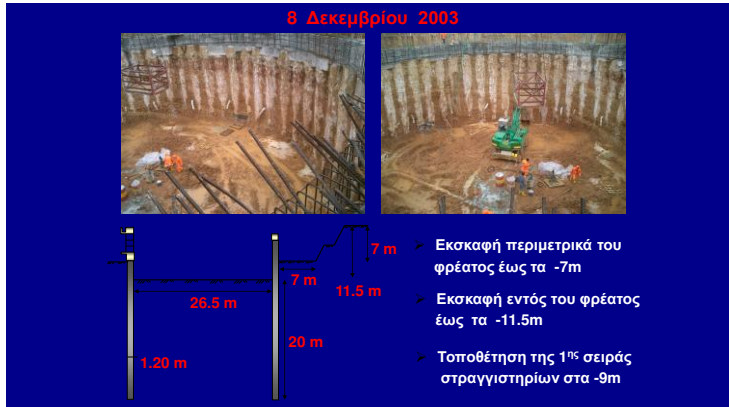 8 Δεκεμβρίου 2003
7 m
7 m
11.5 m
26.5 m
20 m
1.20 m
➢ Εκσκαφή περιμετρικά του
φρέατος έως τα -7m
➢ Εκσκαφή εντός του φρέατος
έως τα -11.5m
➢ Τοποθέτηση της 1ης σειράς
στραγγιστηρίων στα -9m